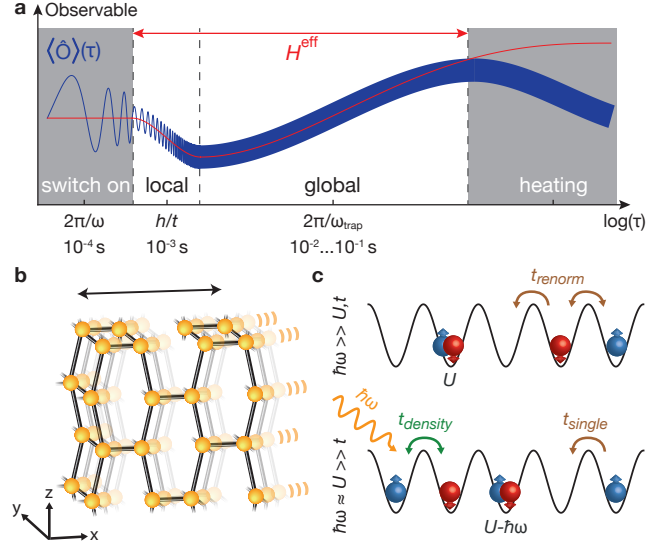 a
Observable
⟨Ô⟩(τ)
H^eff
switch on
local
global
heating
2π/ω
h/t
2π/ω_trap
log(τ)
10⁻⁴ s
10⁻³ s
10⁻²...10⁻¹ s
b
z
y
x
c
ħω >> U,t
t_renorm
U
ħω
ħω ≈ U >> t
t_density
t_single
U-ħω